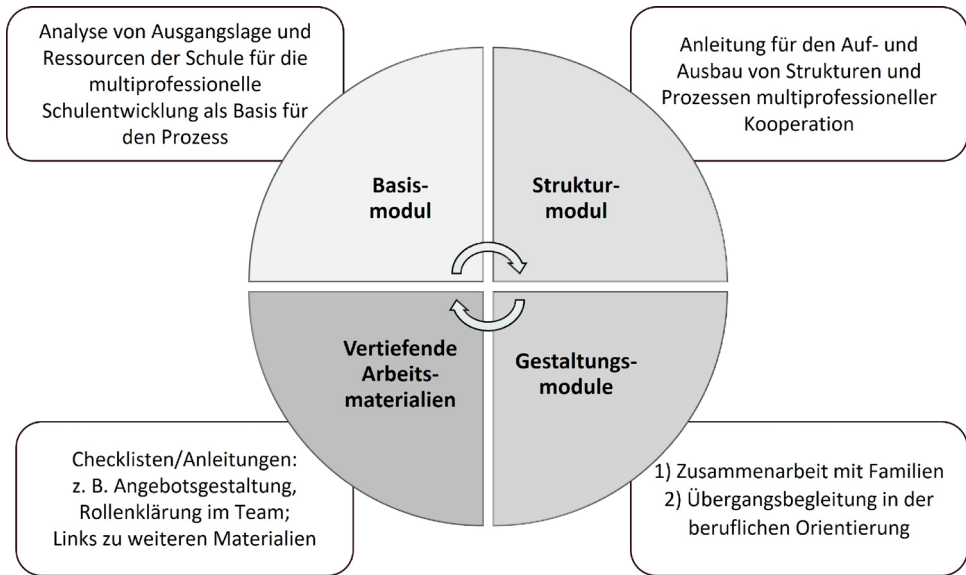 Analyse von Ausgangslage und
Ressourcen der Schule für die
multiprofessionelle
Schulentwicklung als Basis für
den Prozess
Anleitung für den Auf- und
Ausbau von Strukturen und
Prozessen multiprofessioneller
Kooperation
Basis-
modul
Struktur-
modul
Vertiefende
Arbeits-
materialien
Gestaltungs-
module
Checklisten/Anleitungen:
z. B. Angebotsgestaltung,
Rollenklärung im Team;
Links zu weiteren Materialien
1) Zusammenarbeit mit Familien
2) Übergangsbegleitung in der
beruflichen Orientierung